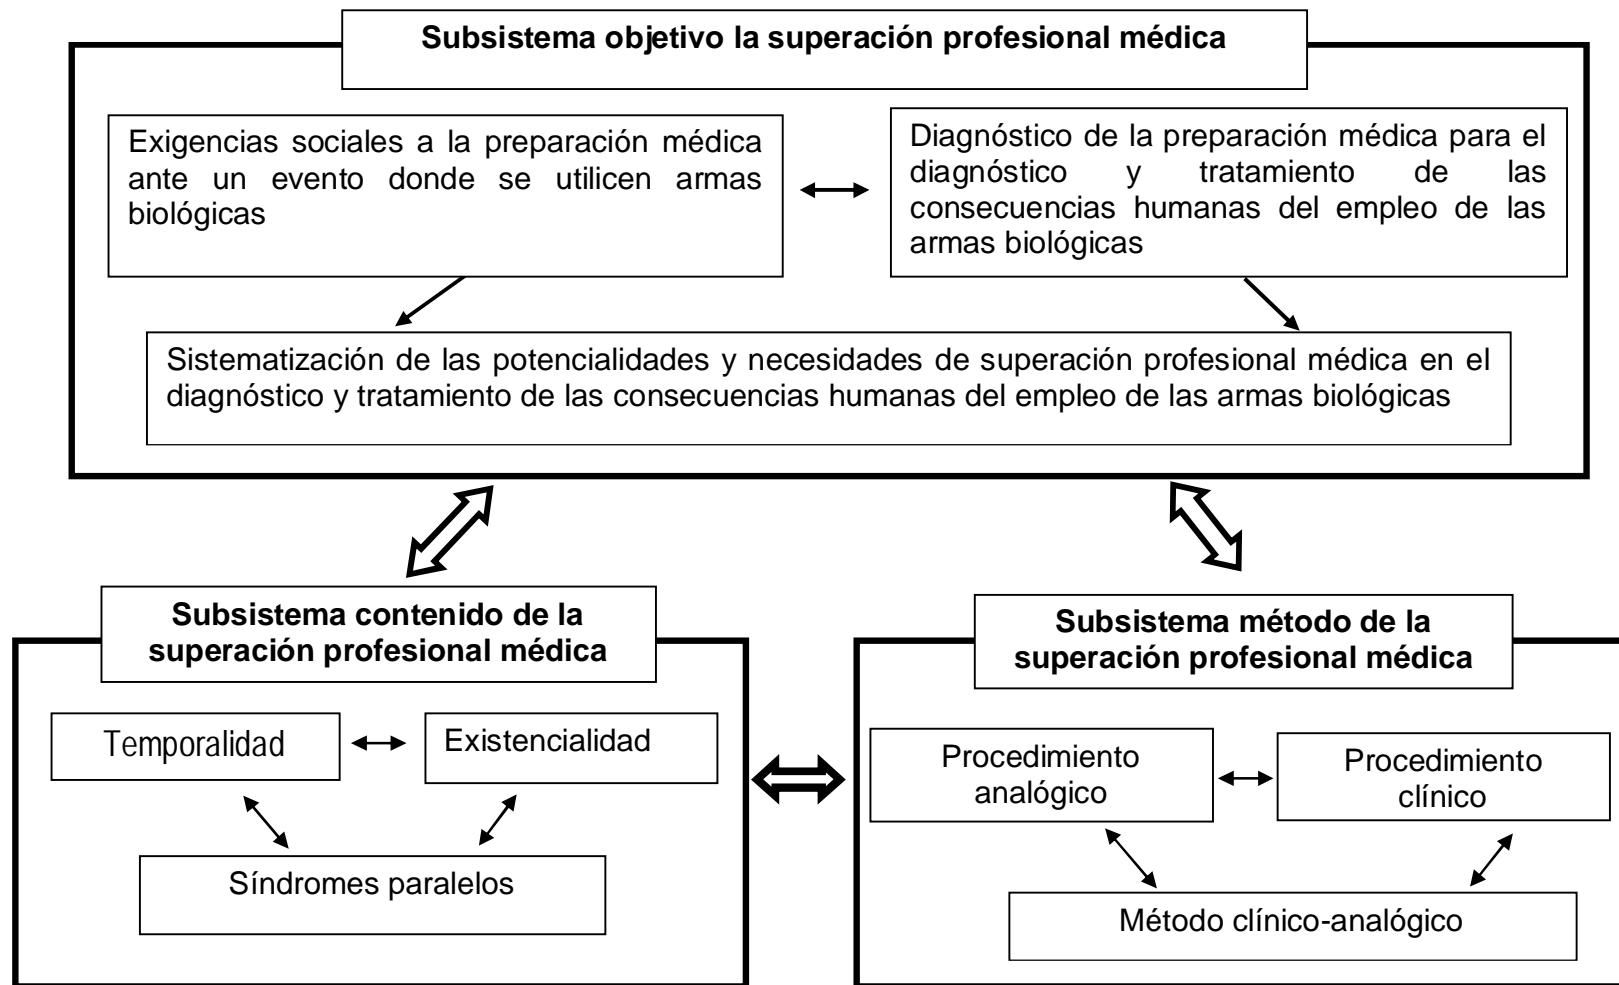 Subsistema objetivo la superación profesional médica
Exigencias sociales a la preparación médica
ante un evento donde se utilicen armas
biológicas
Diagnóstico de la preparación médica para el
diagnóstico y tratamiento de las
consecuencias humanas del empleo de las
armas biológicas
Sistematización de las potencialidades y necesidades de superación profesional médica en el
diagnóstico y tratamiento de las consecuencias humanas del empleo de las armas biológicas
Subsistema contenido de la
superación profesional médica
Temporalidad
Existencialidad
Síndromes paralelos
Subsistema método de la
superación profesional médica
Procedimiento
analógico
Procedimiento
clínico
Método clínico-analógico